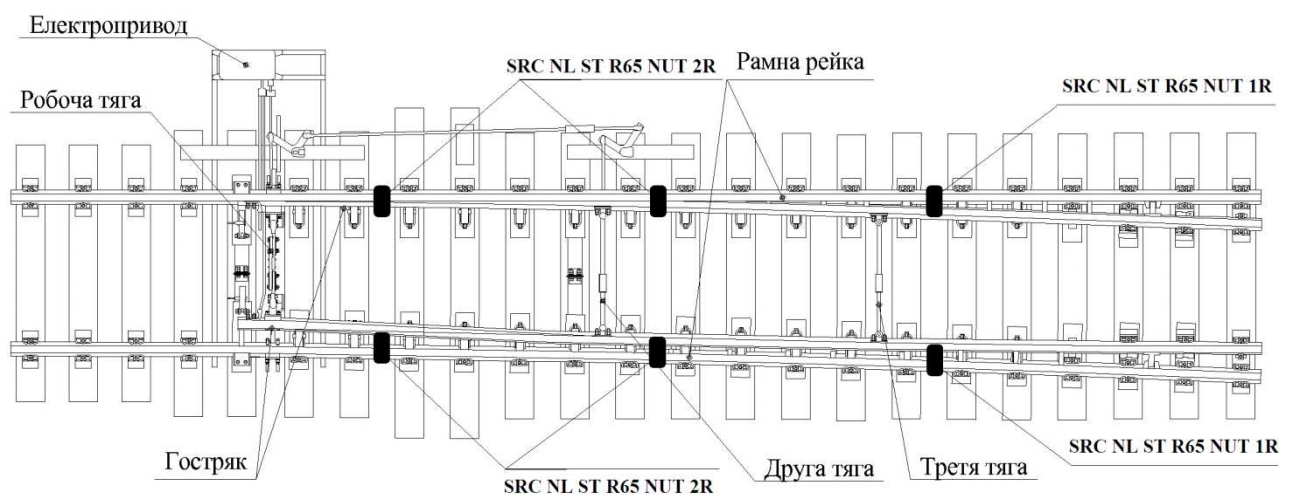 Електропривод
SRC NL ST R65 NUT 2R
Рамна рейка
SRC NL ST R65 NUT 1R
Робоча тяга
Гостряк
SRC NL ST R65 NUT 2R
Друга тяга
Третя тяга
SRC NL ST R65 NUT 1R